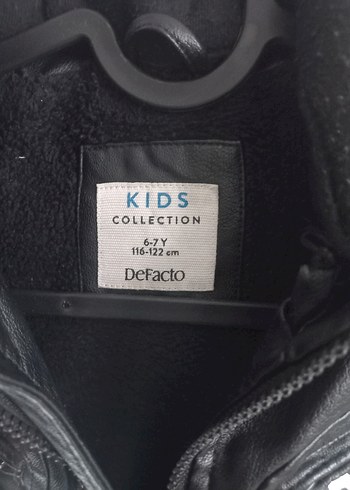 KIDS
COLLECTION
6-7 Y
116-122 cm
DeFacto